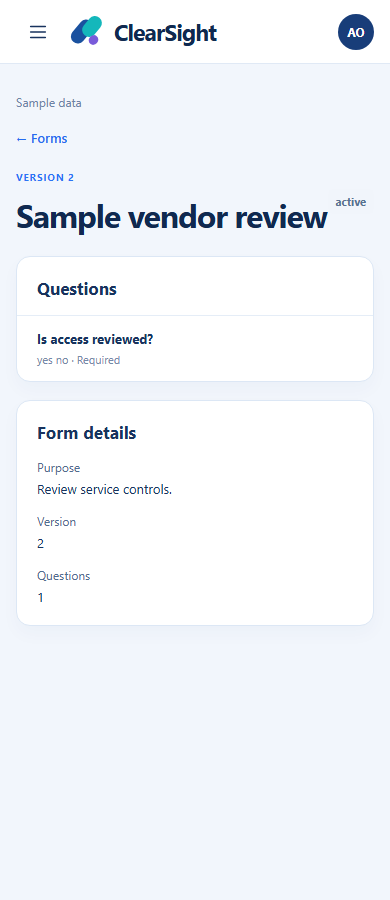 ClearSight
AO
Sample data
← Forms
VERSION 2
Sample vendor review
active
Questions
Is access reviewed?
yes no · Required
Form details
Purpose
Review service controls.
Version
2
Questions
1